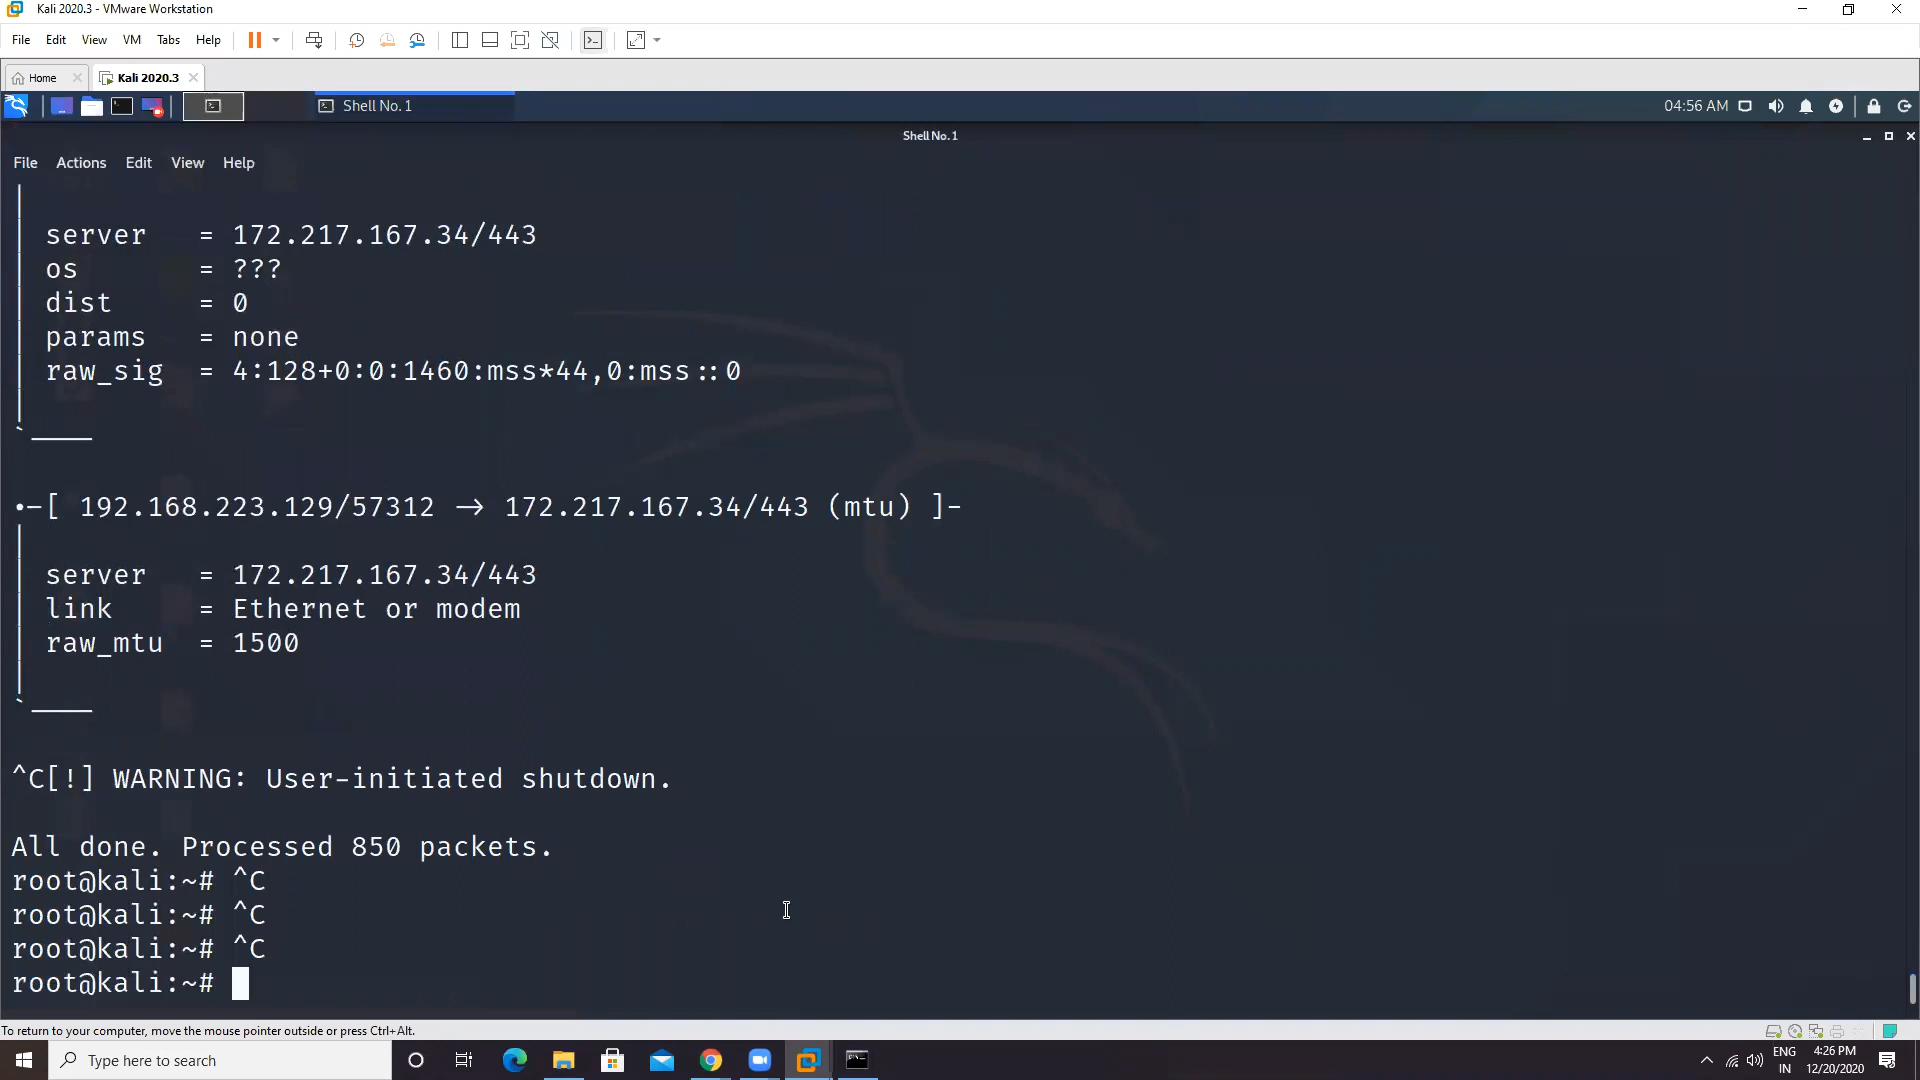 Kali 2020.3 - VMware Workstation
File Edit View VM Tabs Help
Home Kali 2020.3
Shell No. 1 04:56 AM
Shell No. 1
File Actions Edit View Help
server = 172.217.167.34/443
os = ???
dist = 0
params = none
raw_sig = 4:128+0:0:1460:mss*44,0:mss::0
`____
.-[ 192.168.223.129/57312 -> 172.217.167.34/443 (mtu) ]-
server = 172.217.167.34/443
link = Ethernet or modem
raw_mtu = 1500
`____
^C[!] WARNING: User-initiated shutdown.
All done. Processed 850 packets.
root@kali:~# ^C
root@kali:~# ^C
root@kali:~# ^C
root@kali:~#
To return to your computer, move the mouse pointer outside or press Ctrl+Alt.
Type here to search
ENG
IN
4:26 PM
12/20/2020